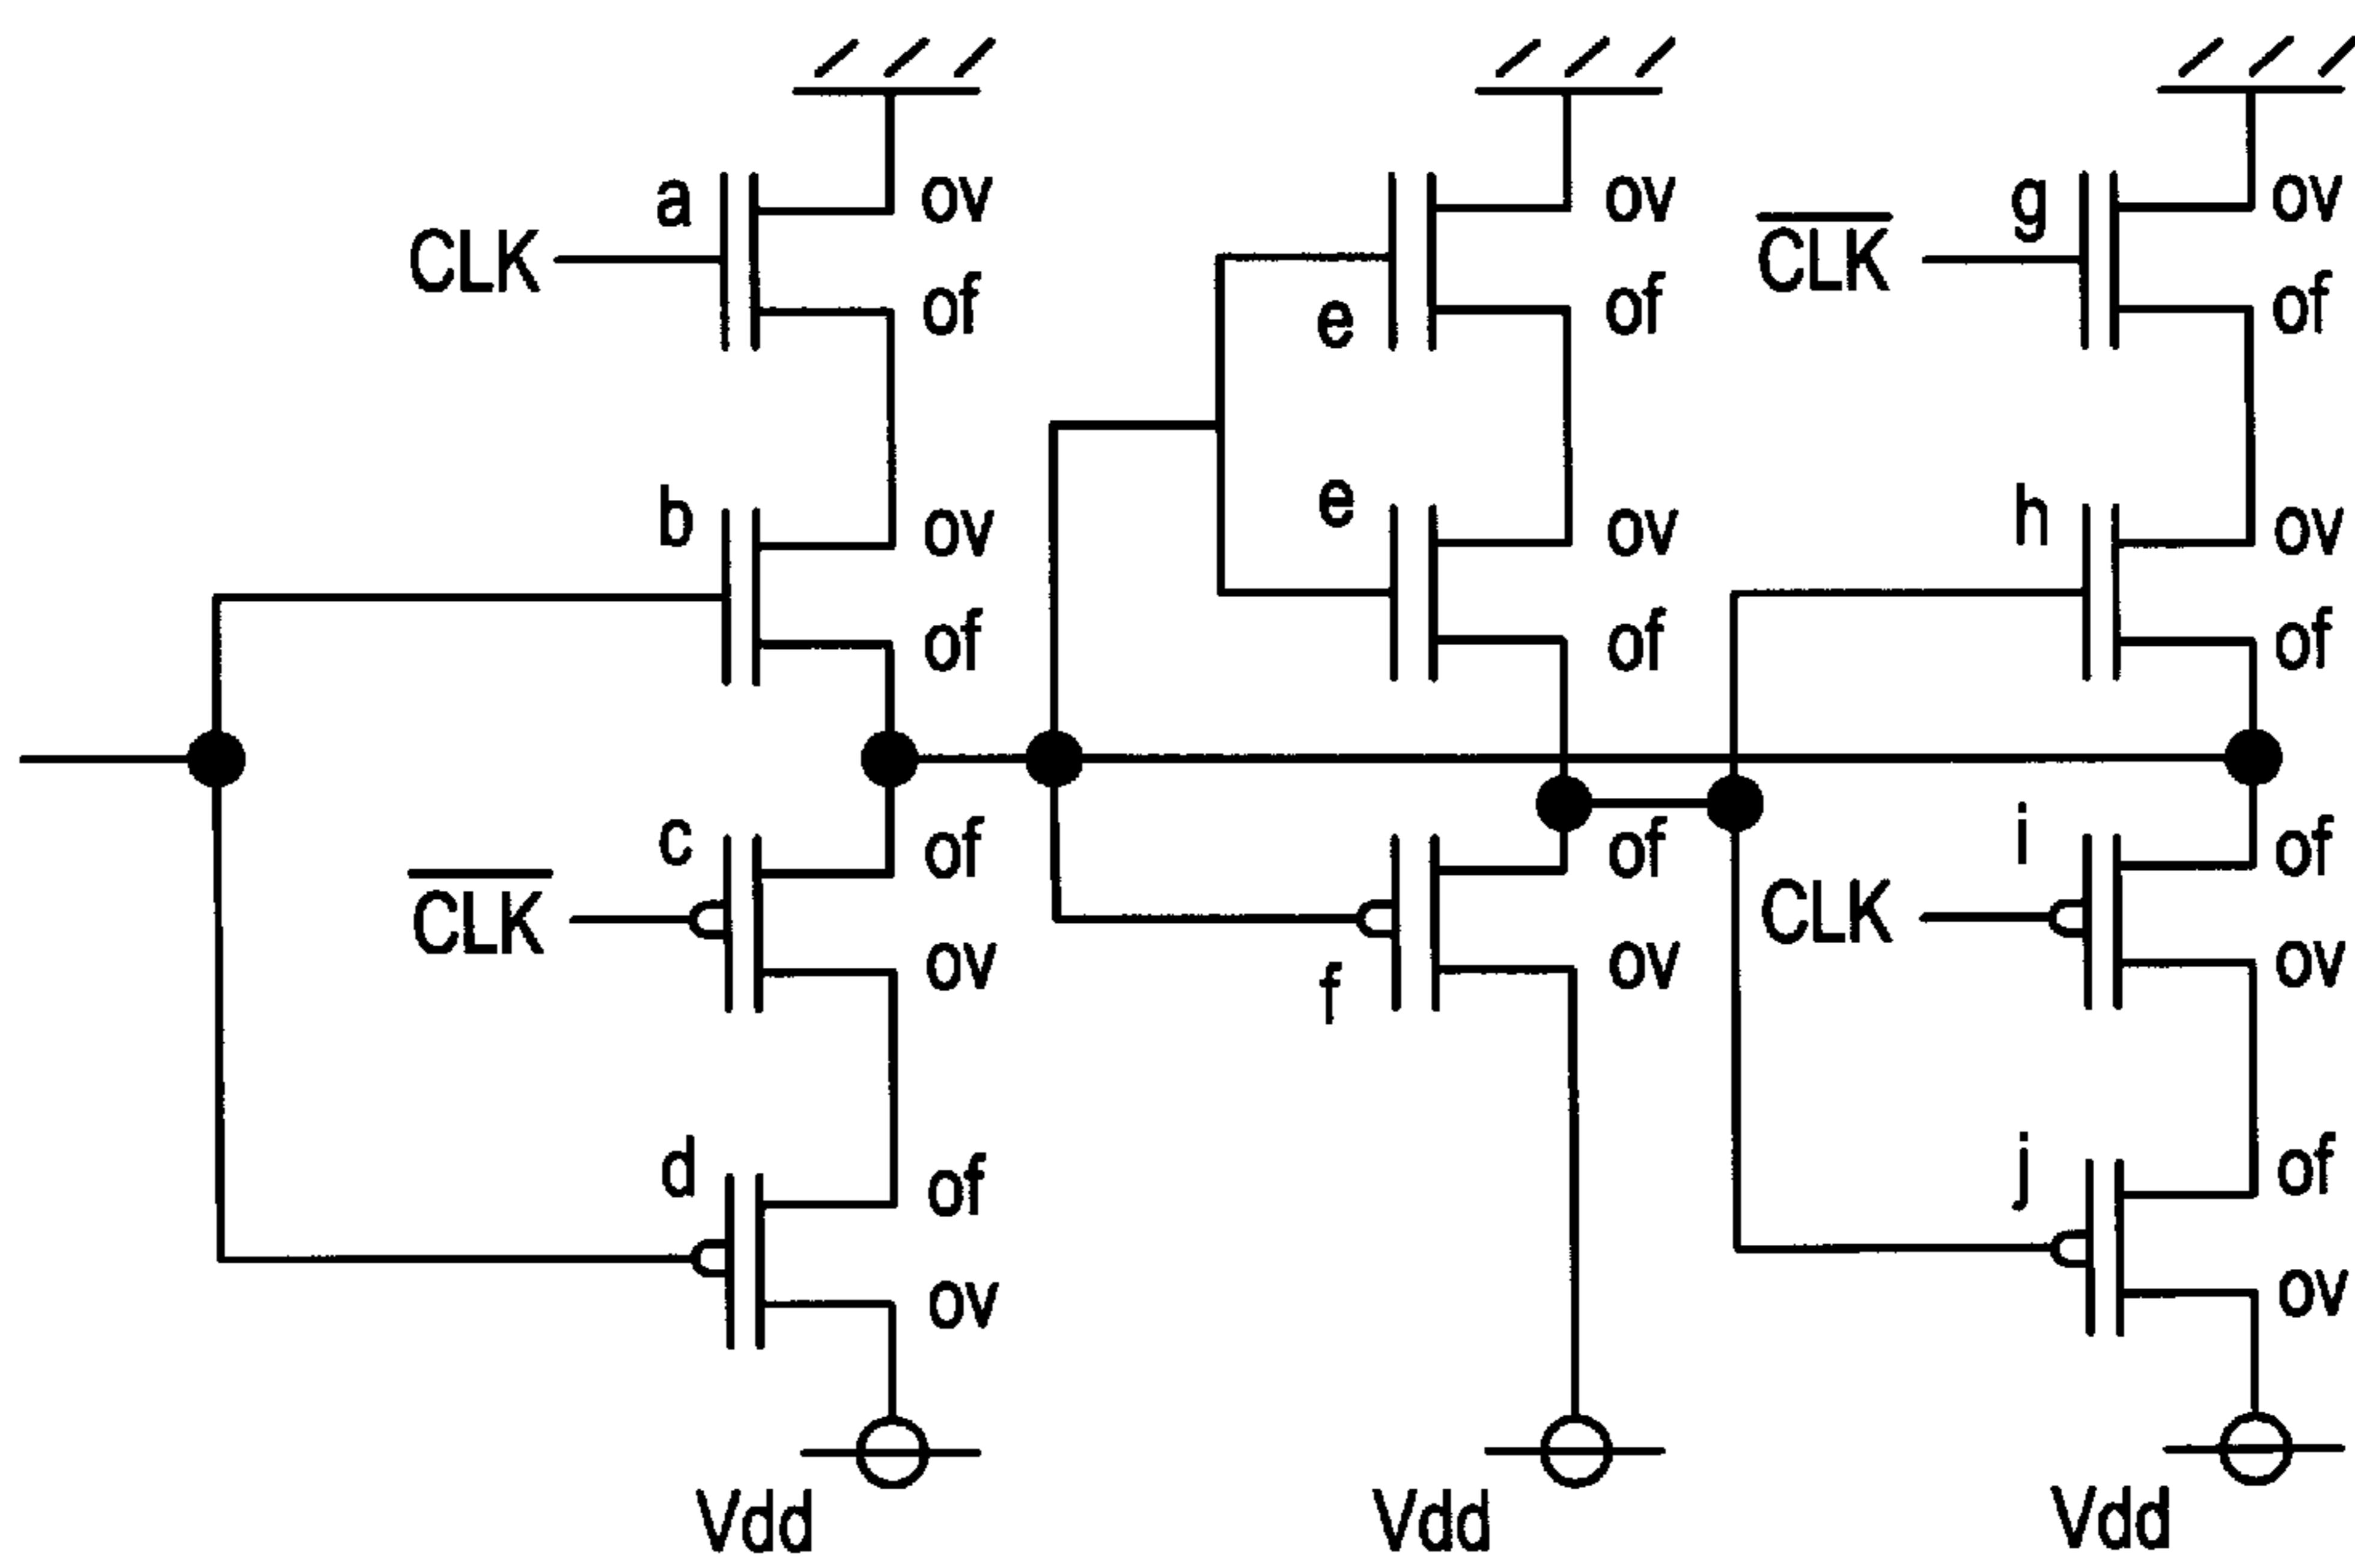 a ov ov g ov
CLK CLK
of e of of
b ov e ov h ov
of of of
c of of i of
CLK ov f ov CLK ov
d of j of
ov ov
Vdd Vdd Vdd